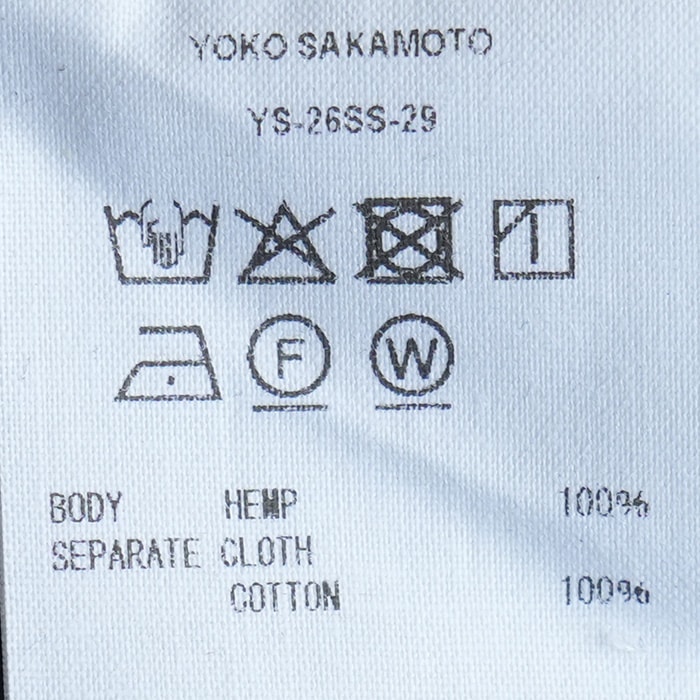 YOKO SAKAMOTO
YS-26SS-29
F W
BODY HEMP 100%
SEPARATE CLOTH
COTTON 100%